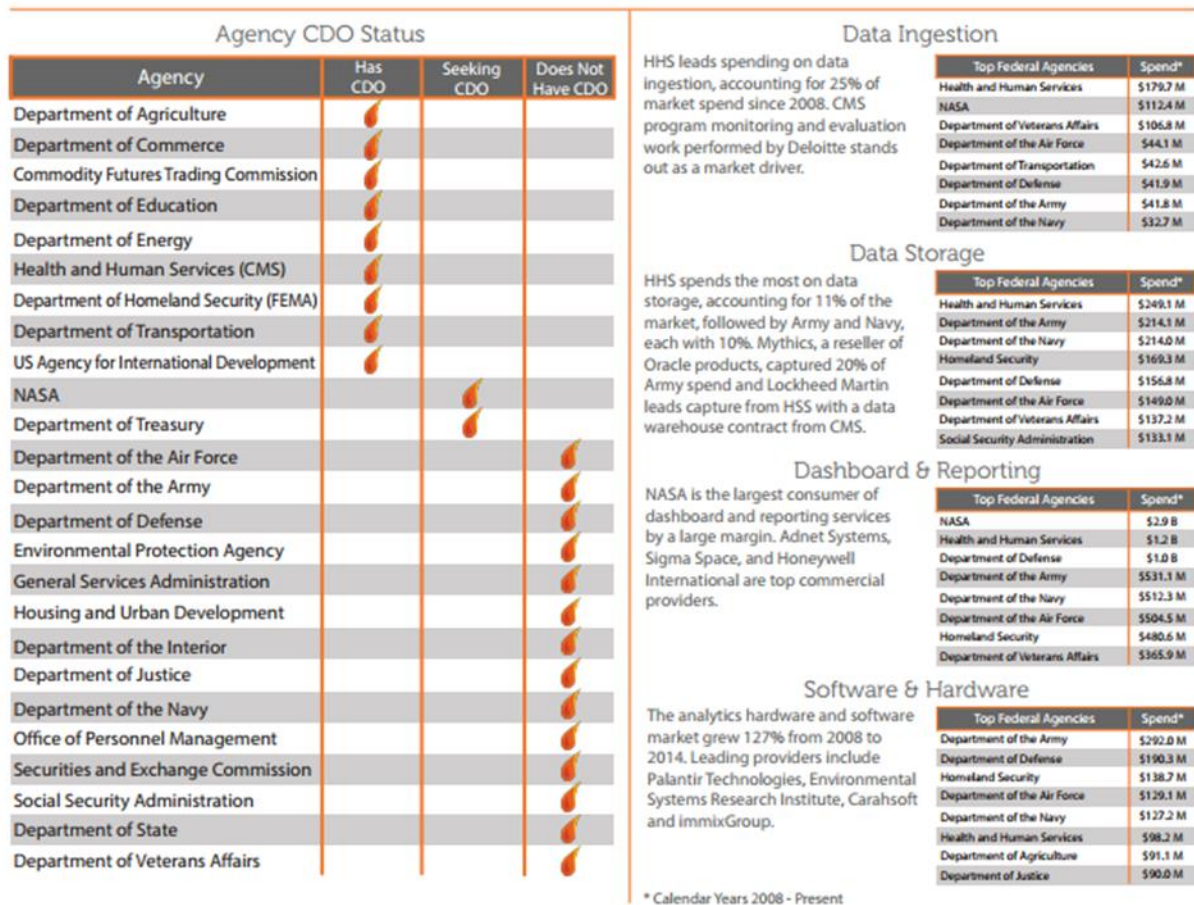 Agency CDO Status
Agency Has CDO Seeking CDO Does Not Have CDO
Department of Agriculture
Department of Commerce
Commodity Futures Trading Commission
Department of Education
Department of Energy
Health and Human Services (CMS)
Department of Homeland Security (FEMA)
Department of Transportation
US Agency for International Development
NASA
Department of Treasury
Department of the Air Force
Department of the Army
Department of Defense
Environmental Protection Agency
General Services Administration
Housing and Urban Development
Department of the Interior
Department of Justice
Department of the Navy
Office of Personnel Management
Securities and Exchange Commission
Social Security Administration
Department of State
Department of Veterans Affairs
Data Ingestion
HHS leads spending on data
ingestion, accounting for 25% of
market spend since 2008. CMS
program monitoring and evaluation
work performed by Deloitte stands
out as a market driver.
Top Federal Agencies Spend*
Health and Human Services $179.7 M
NASA $112.4 M
Department of Veterans Affairs $106.8 M
Department of the Air Force $44.1 M
Department of Transportation $42.6 M
Department of Defense $41.9 M
Department of the Army $41.8 M
Department of the Navy $32.7 M
Data Storage
HHS spends the most on data
storage, accounting for 11% of the
market, followed by Army and Navy,
each with 10%. Mythics, a reseller of
Oracle products, captured 20% of
Army spend and Lockheed Martin
leads capture from HSS with a data
warehouse contract from CMS.
Top Federal Agencies Spend*
Health and Human Services $249.1 M
Department of the Army $214.1 M
Department of the Navy $214.0 M
Homeland Security $169.3 M
Department of Defense $156.8 M
Department of the Air Force $149.0 M
Department of Veterans Affairs $137.2 M
Social Security Administration $133.1 M
Dashboard & Reporting
NASA is the largest consumer of
dashboard and reporting services
by a large margin. Adnet Systems,
Sigma Space, and Honeywell
International are top commercial
providers.
Top Federal Agencies Spend*
NASA $2.9 B
Health and Human Services $1.2 B
Department of Defense $1.0 B
Department of the Army $531.1 M
Department of the Navy $512.3 M
Department of the Air Force $504.5 M
Homeland Security $480.6 M
Department of Veterans Affairs $365.9 M
Software & Hardware
The analytics hardware and software
market grew 127% from 2008 to
2014. Leading providers include
Palantir Technologies, Environmental
Systems Research Institute, Carahsoft
and immixGroup.
Top Federal Agencies Spend*
Department of the Army $292.0 M
Department of Defense $190.3 M
Homeland Security $138.7 M
Department of the Air Force $129.1 M
Department of the Navy $127.2 M
Health and Human Services $98.2 M
Department of Agriculture $91.1 M
Department of Justice $90.0 M
* Calendar Years 2008 - Present